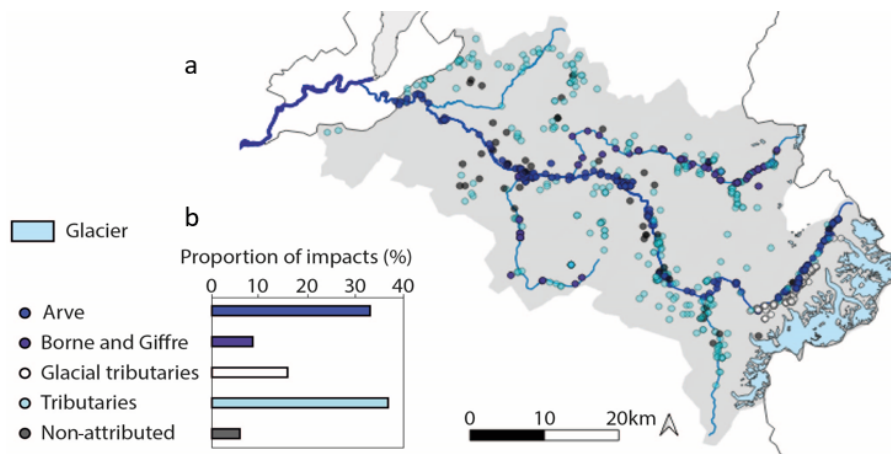 a
b
Glacier
Proportion of impacts (%)
0 10 20 30 40
Arve
Borne and Giffre
Glacial tributaries
Tributaries
Non-attributed
0 10 20km